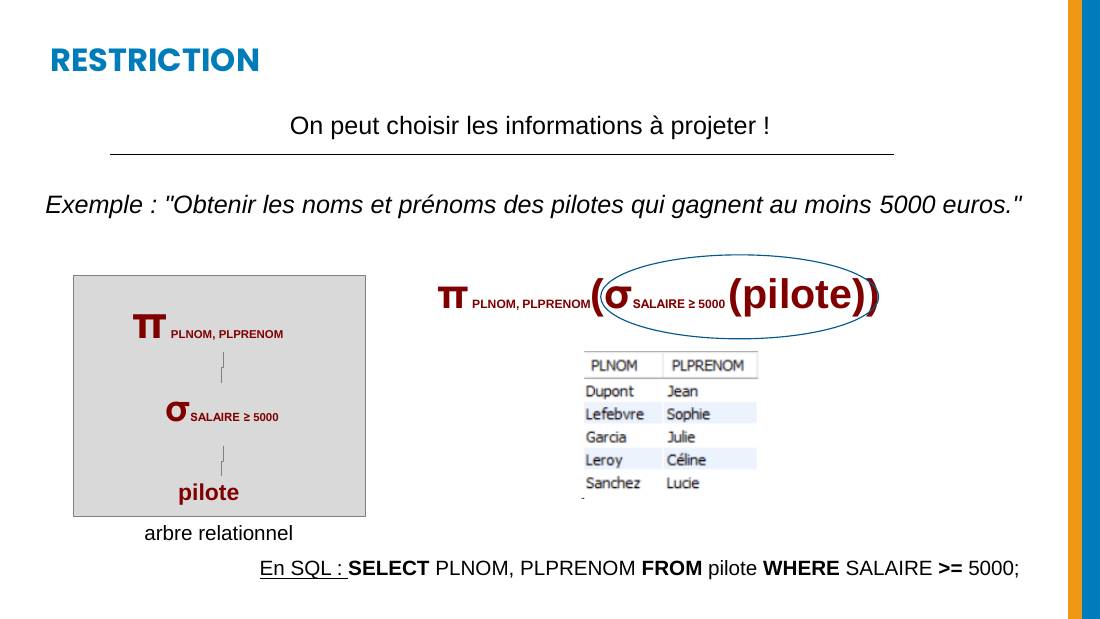 RESTRICTION
On peut choisir les informations à projeter !
Exemple : "Obtenir les noms et prénoms des pilotes qui gagnent au moins 5000 euros."
π PLNOM, PLPRENOM
σ SALAIRE ≥ 5000
pilote
arbre relationnel
π PLNOM, PLPRENOM(σ SALAIRE ≥ 5000 (pilote))
PLNOM PLPRENOM
Dupont Jean
Lefebvre Sophie
Garcia Julie
Leroy Céline
Sanchez Lucie
En SQL : SELECT PLNOM, PLPRENOM FROM pilote WHERE SALAIRE >= 5000;